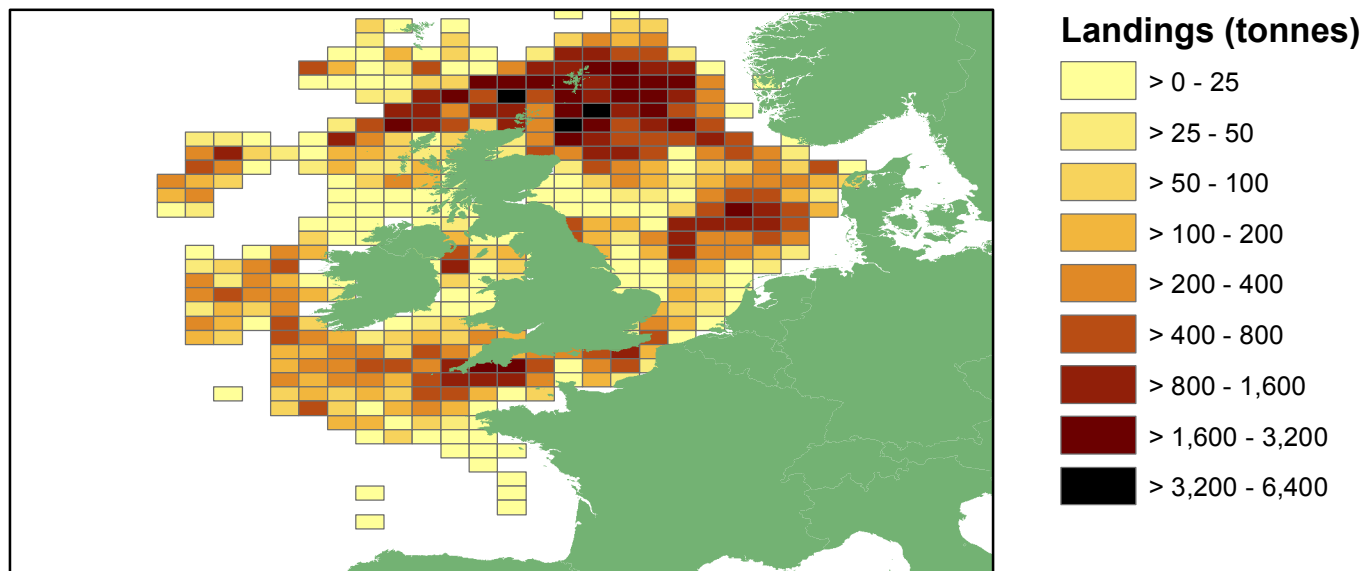 Landings (tonnes)
> 0 - 25
> 25 - 50
> 50 - 100
> 100 - 200
> 200 - 400
> 400 - 800
> 800 - 1,600
> 1,600 - 3,200
> 3,200 - 6,400